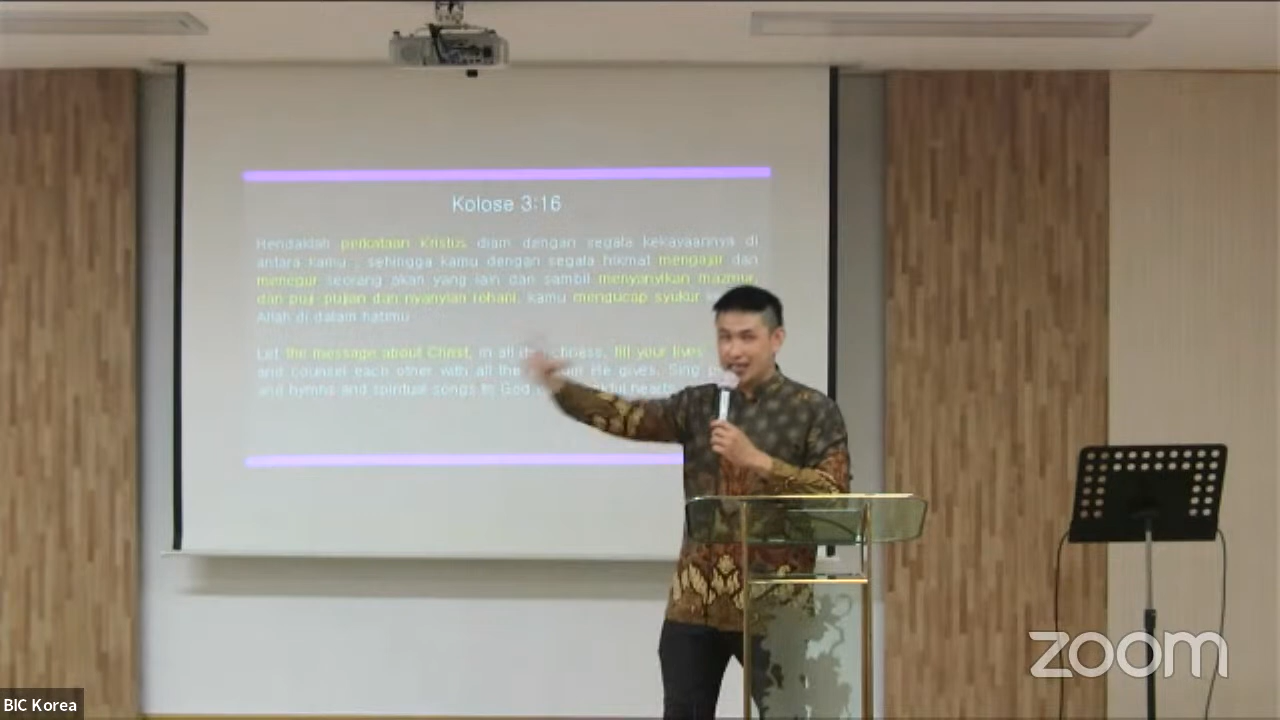 Kolose 3:16
Hendaklah perkataan Kristus diam dengan segala kekayaannya di
antara kamu , sehingga kamu dengan segala hikmat mengajar dan
menegur seorang akan yang lain dan sambil menyanyikan mazmur,
dan puji-pujian dan nyanyian rohani, kamu mengucap syukur
Allah di dalam hatimu
Let the message about Christ, in all its richness, fill your lives
and counsel each other with all the He gives. Sing
and hymns and spiritual songs to God hearts
zoom
BIC Korea